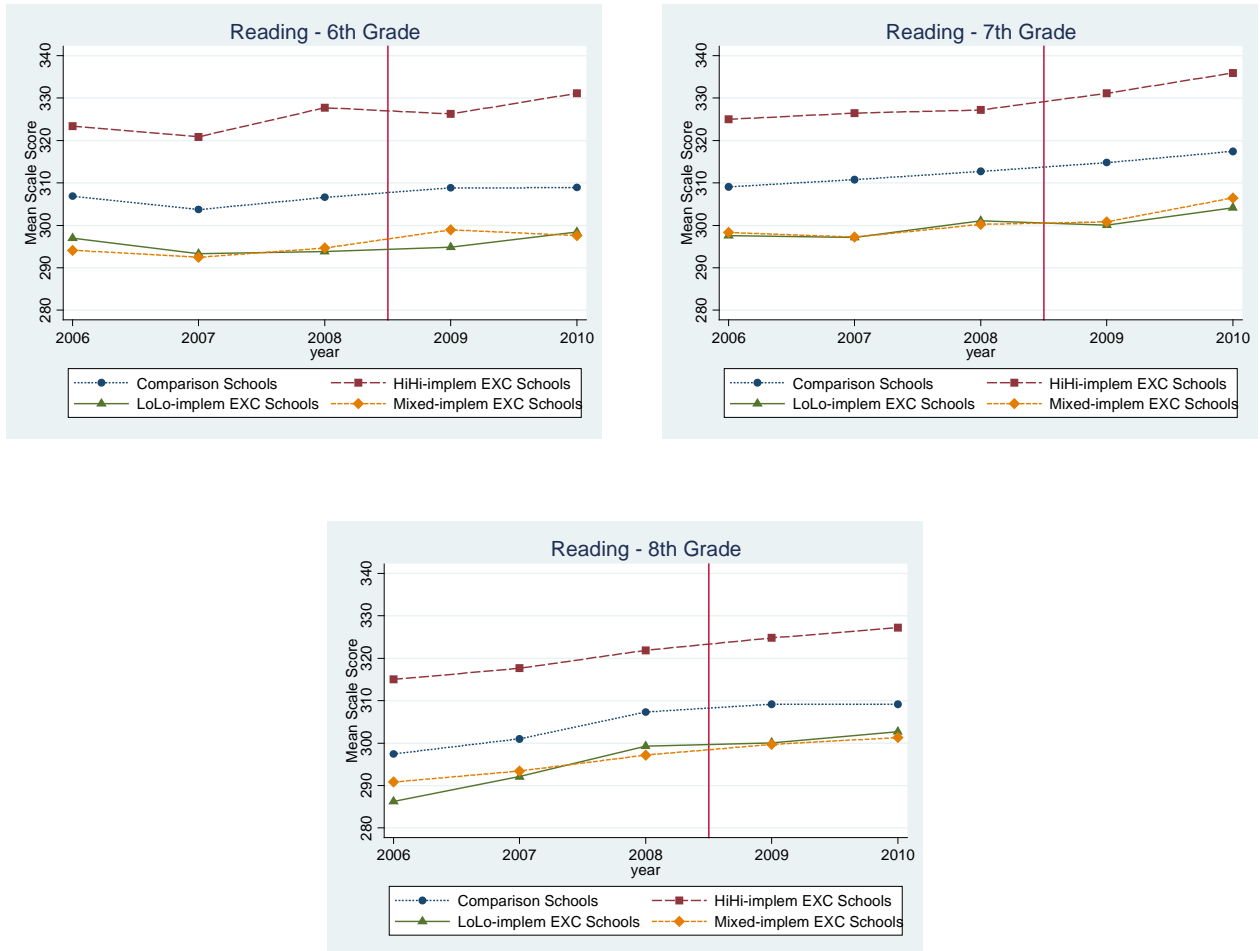 Reading - 6th Grade
Mean Scale Score
340
330
320
310
300
290
280
2006 2007 2008 2009 2010
year
Comparison Schools HiHi-implem EXC Schools
LoLo-implem EXC Schools Mixed-implem EXC Schools
Reading - 7th Grade
Mean Scale Score
340
330
320
310
300
290
280
2006 2007 2008 2009 2010
year
Comparison Schools HiHi-implem EXC Schools
LoLo-implem EXC Schools Mixed-implem EXC Schools
Reading - 8th Grade
Mean Scale Score
340
330
320
310
300
290
280
2006 2007 2008 2009 2010
year
Comparison Schools HiHi-implem EXC Schools
LoLo-implem EXC Schools Mixed-implem EXC Schools